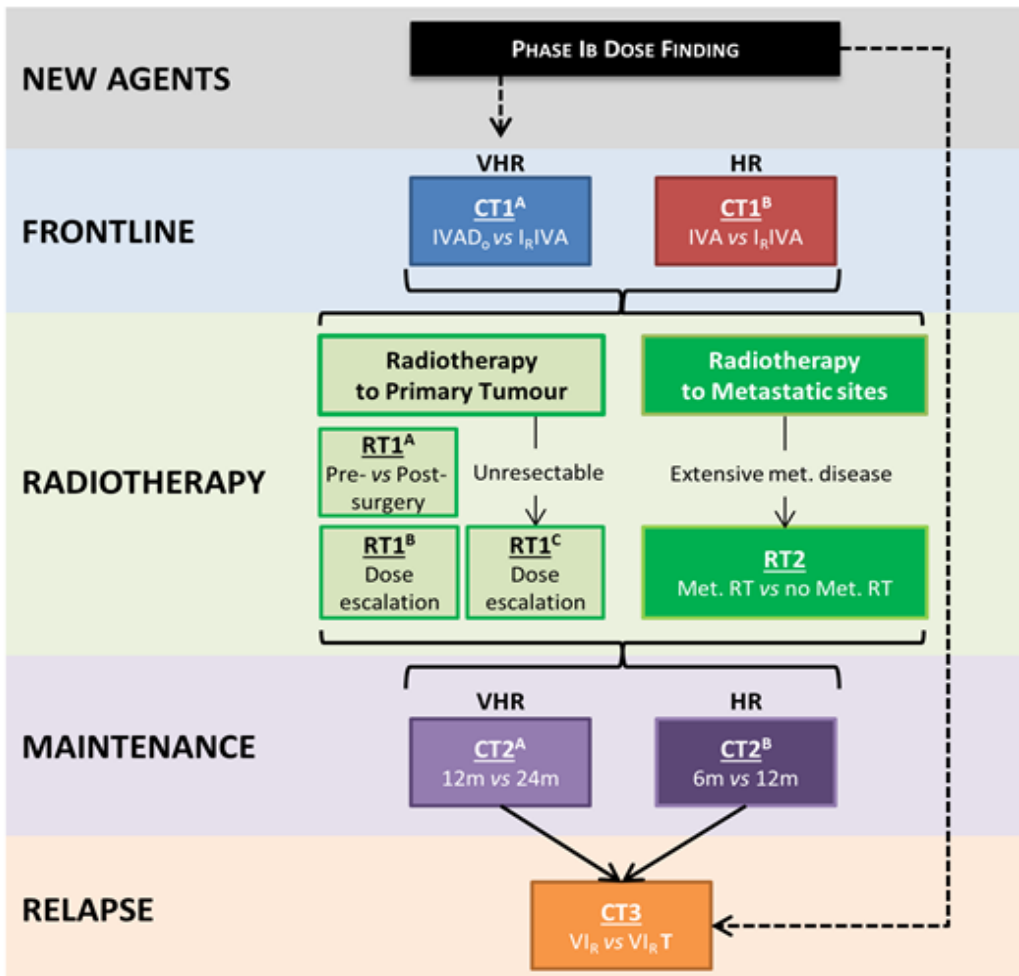 NEW AGENTS
PHASE IB DOSE FINDING
FRONTLINE
VHR
CT1ᴬ
IVADₒ vs IᵣIVA
HR
CT1ᴮ
IVA vs IᵣIVA
RADIOTHERAPY
Radiotherapy
to Primary Tumour
Radiotherapy
to Metastatic sites
RT1ᴬ
Pre- vs Post-
surgery
Unresectable
Extensive met. disease
RT1ᴮ
Dose
escalation
RT1ᶜ
Dose
escalation
RT2
Met. RT vs no Met. RT
MAINTENANCE
VHR
CT2ᴬ
12m vs 24m
HR
CT2ᴮ
6m vs 12m
RELAPSE
CT3
VIᵣ vs VIᵣT